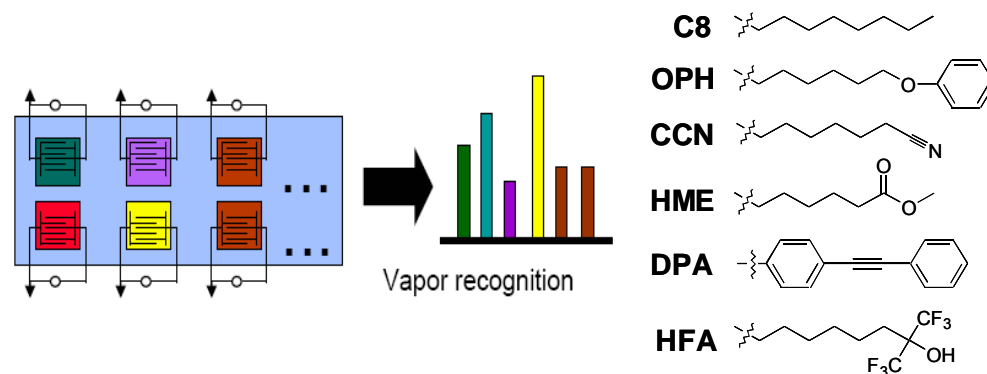 Vapor recognition
C8
OPH
O
CCN
N
HME
O
O
DPA
HFA
CF3
OH
F3C